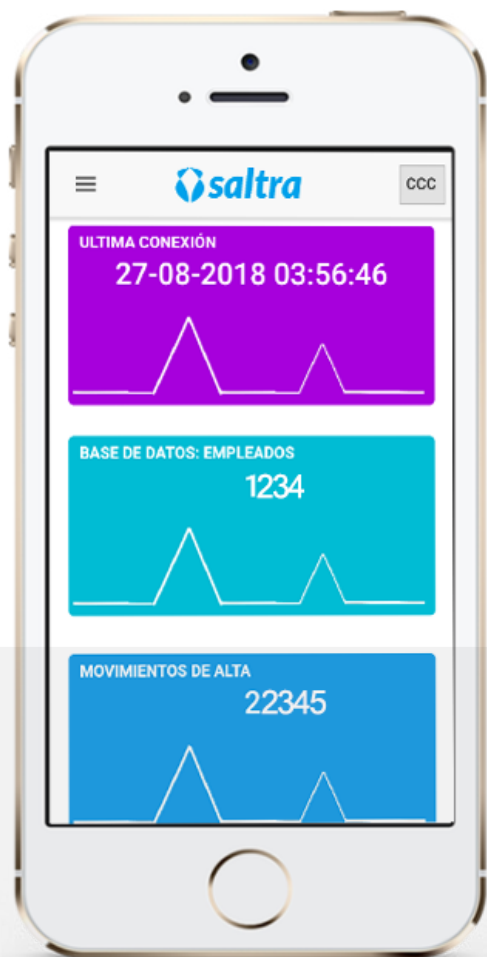 saltra
CCC
ULTIMA CONEXIÓN
27-08-2018 03:56:46
BASE DE DATOS: EMPLEADOS
1234
MOVIMIENTOS DE ALTA
22345